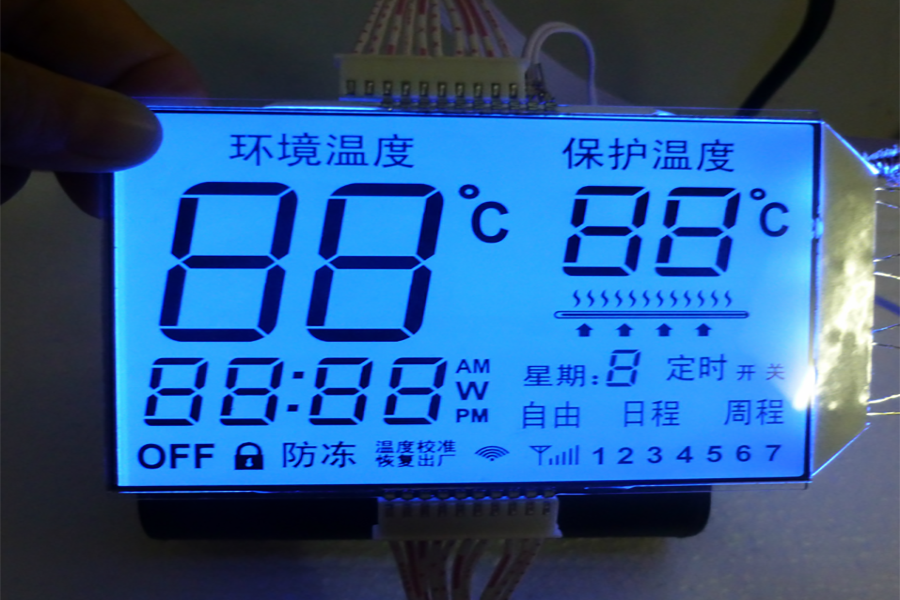 环境温度 保护温度
88°C 88°C
88:88 AM W PM 星期:8 定时 开 关
自由 日程 周程
OFF 防冻 温度校准 恢复出厂 1 2 3 4 5 6 7